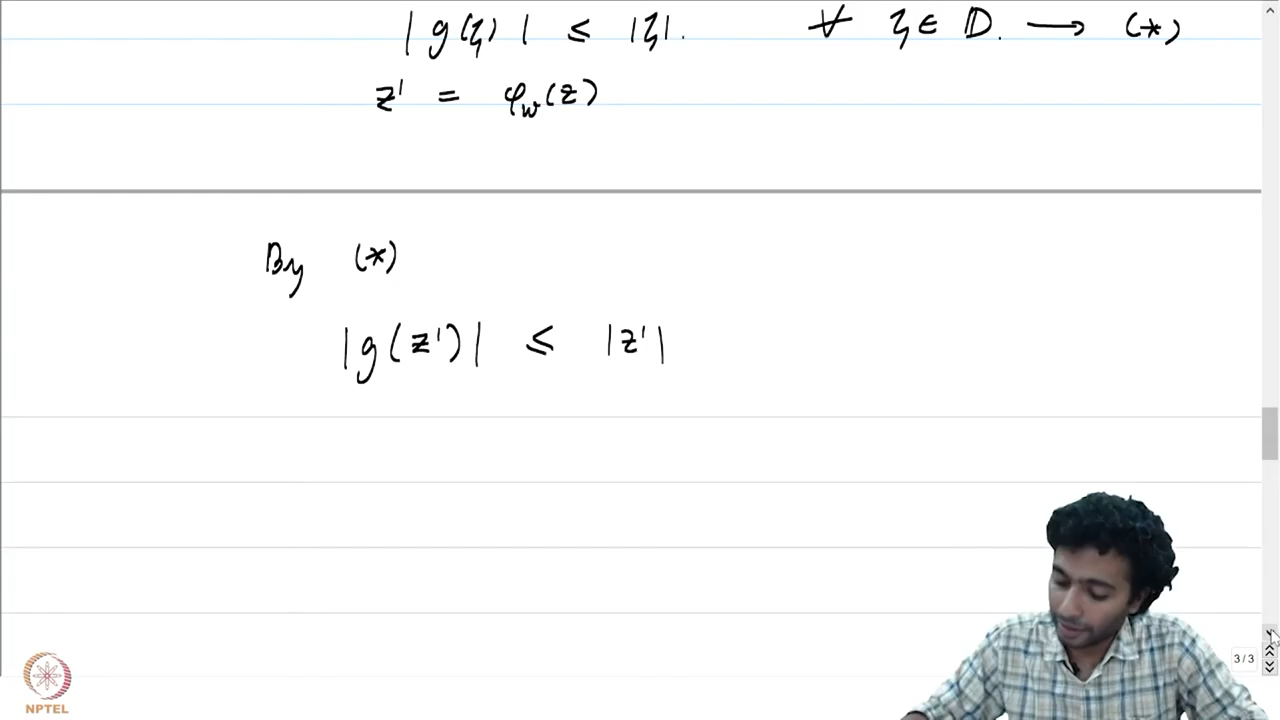 |g(ξ)| ≤ |ξ|. ∀ ξ ∈ 𝔻. ⟶ (*)
z' = φ_w(z)
By (*)
|g(z')| ≤ |z'|
3/3
NPTEL